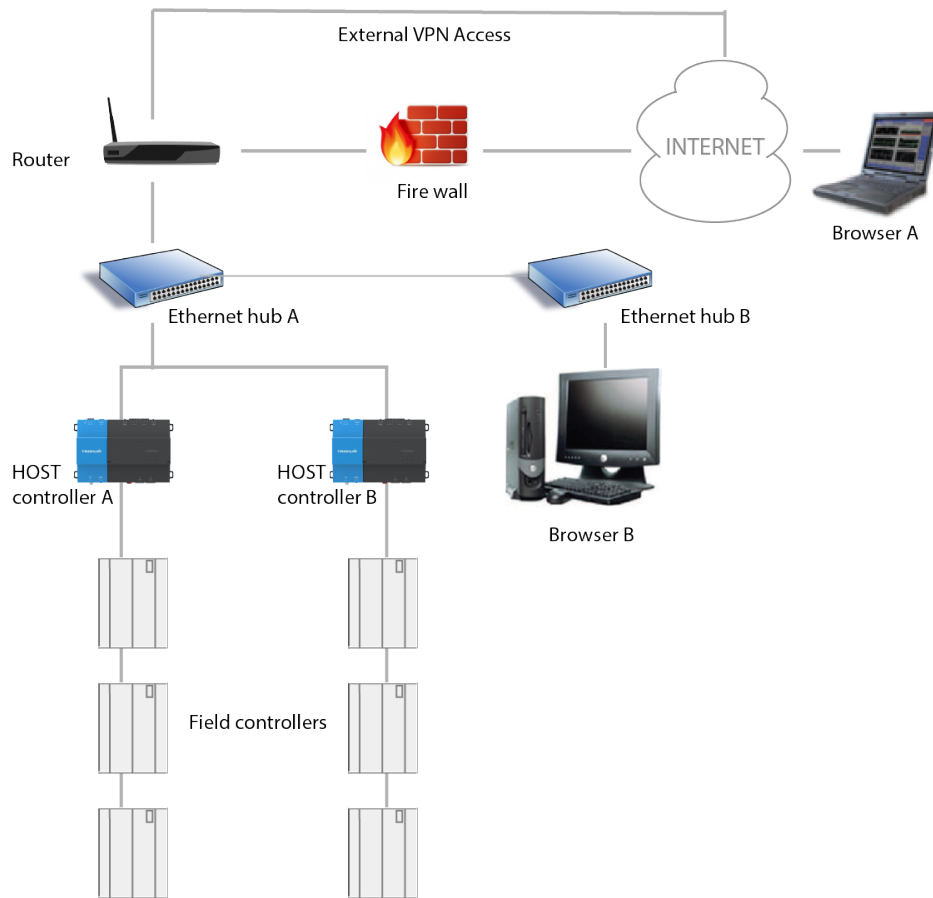 External VPN Access
Router
INTERNET
Fire wall
Browser A
Ethernet hub A
Ethernet hub B
HOST
controller A
HOST
controller B
Browser B
Field controllers